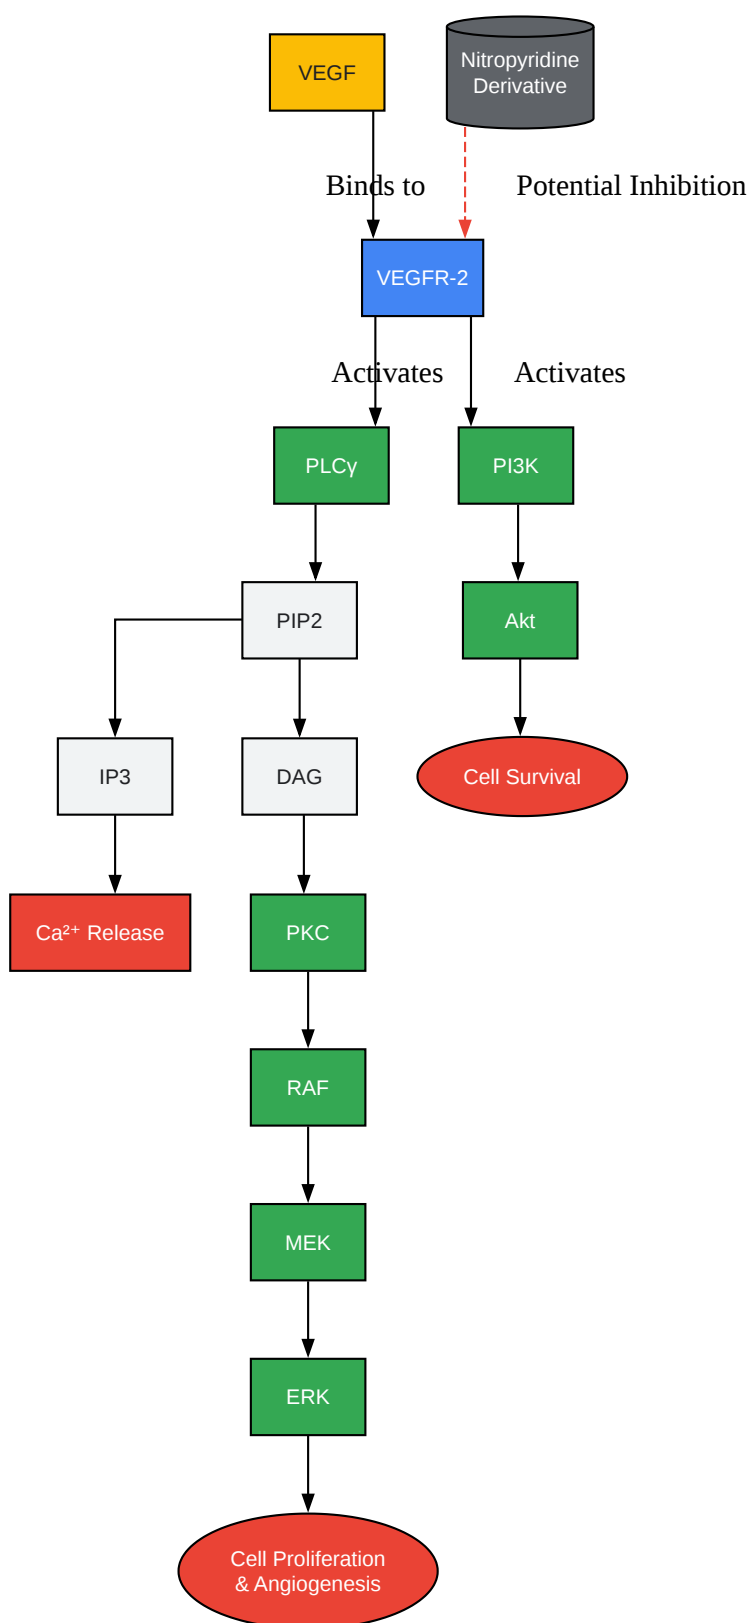 VEGF
Nitropyridine
Derivative
Binds to
Potential Inhibition
VEGFR-2
Activates
Activates
PLCγ
PI3K
PIP2
Akt
IP3
DAG
Cell Survival
Ca²⁺ Release
PKC
RAF
MEK
ERK
Cell Proliferation
& Angiogenesis